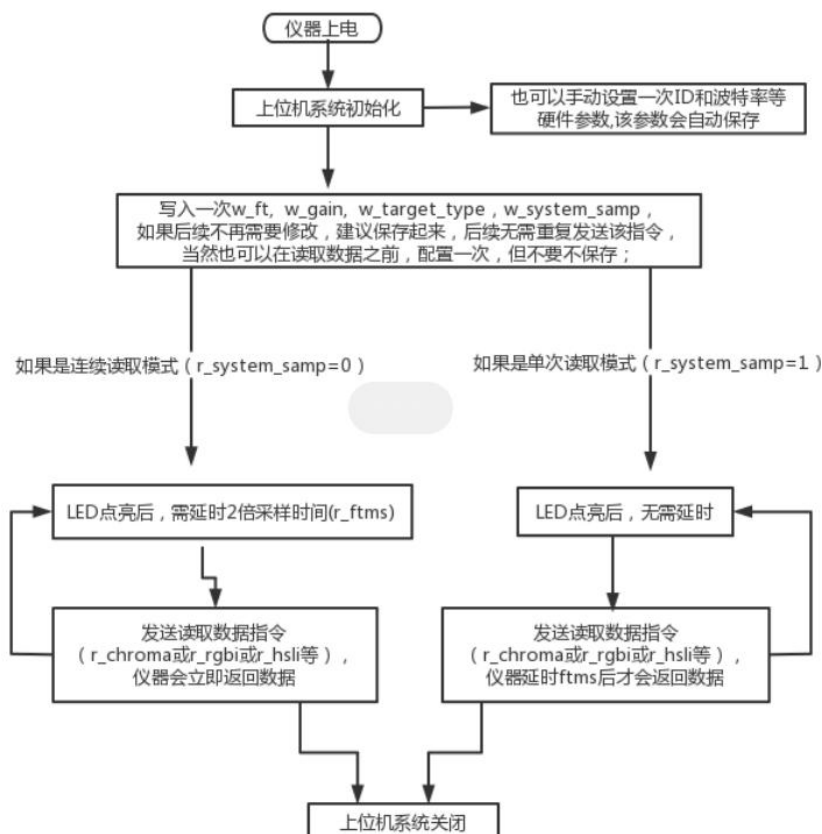 仪器上电
上位机系统初始化
也可以手动设置一次ID和波特率等
硬件参数,该参数会自动保存
写入一次w_ft, w_gain, w_target_type，w_system_samp，
如果后续不再需要修改，建议保存起来，后续无需重复发送该指令，
当然也可以在读取数据之前，配置一次，但不要不保存；
如果是连续读取模式（r_system_samp=0）
如果是单次读取模式（r_system_samp=1）
LED点亮后，需延时2倍采样时间(r_ftms)
LED点亮后，无需延时
发送读取数据指令
（r_chroma或r_rgbi或r_hsli等），
仪器会立即返回数据
发送读取数据指令
（r_chroma或r_rgbi或r_hsli等），
仪器延时ftms后才会返回数据
上位机系统关闭